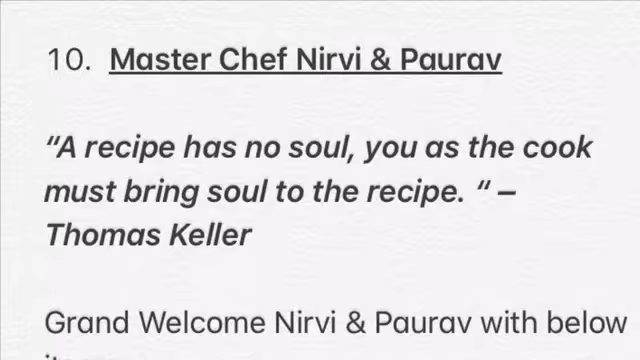 10. Master Chef Nirvi & Paurav
“A recipe has no soul, you as the cook
must bring soul to the recipe. “ –
Thomas Keller
Grand Welcome Nirvi & Paurav with below